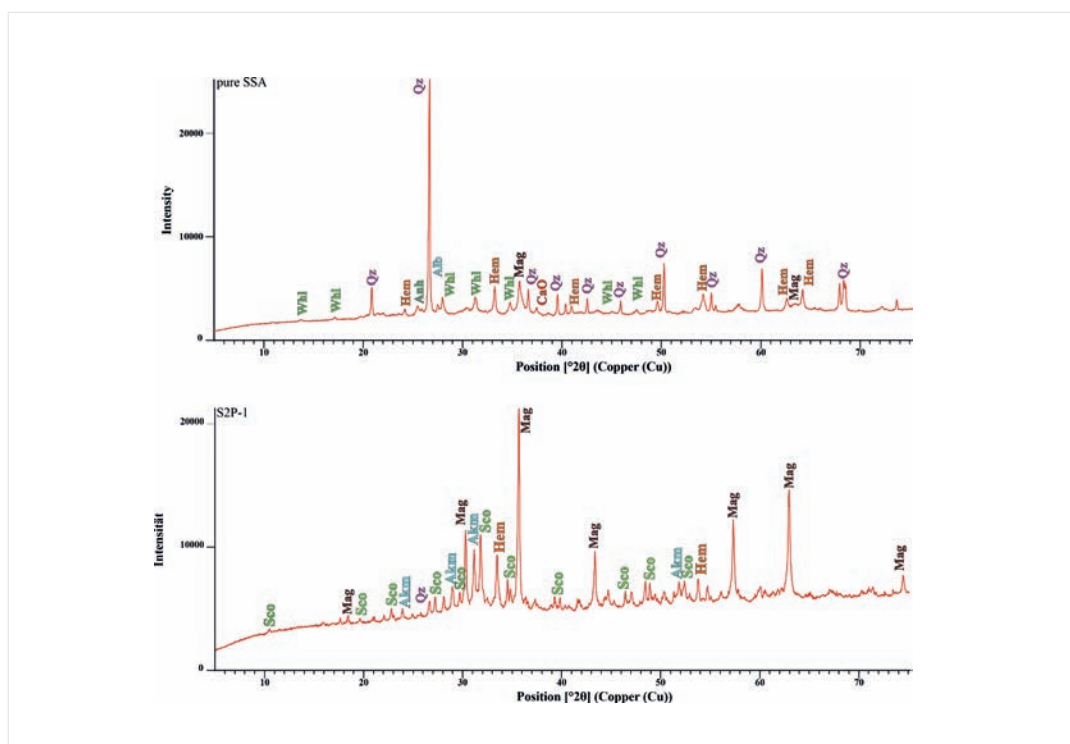 pure SSA
Intensity
20000
10000
0
Whl
Whl
Qz
Hem
Anh
Qz
Alb
Whl
Whl
Hem
Whl
Mag
Qz
CaO
Qz
Hem
Qz
Whl
Qz
Whl
Hem
Qz
Hem
Qz
Qz
Hem
Mag
Hem
Qz
10 20 30 40 50 60 70
Position [°2θ] (Copper (Cu))
S2P-1
Intensität
20000
10000
0
Sco
Mag
Sco
Sco
Akm
Qz
Sco
Akm
Sco
Mag
Akm
Sco
Hem
Sco
Mag
Sco
Mag
Sco
Sco
Akm
Sco
Hem
Mag
Mag
Mag
10 20 30 40 50 60 70
Position [°2θ] (Copper (Cu))